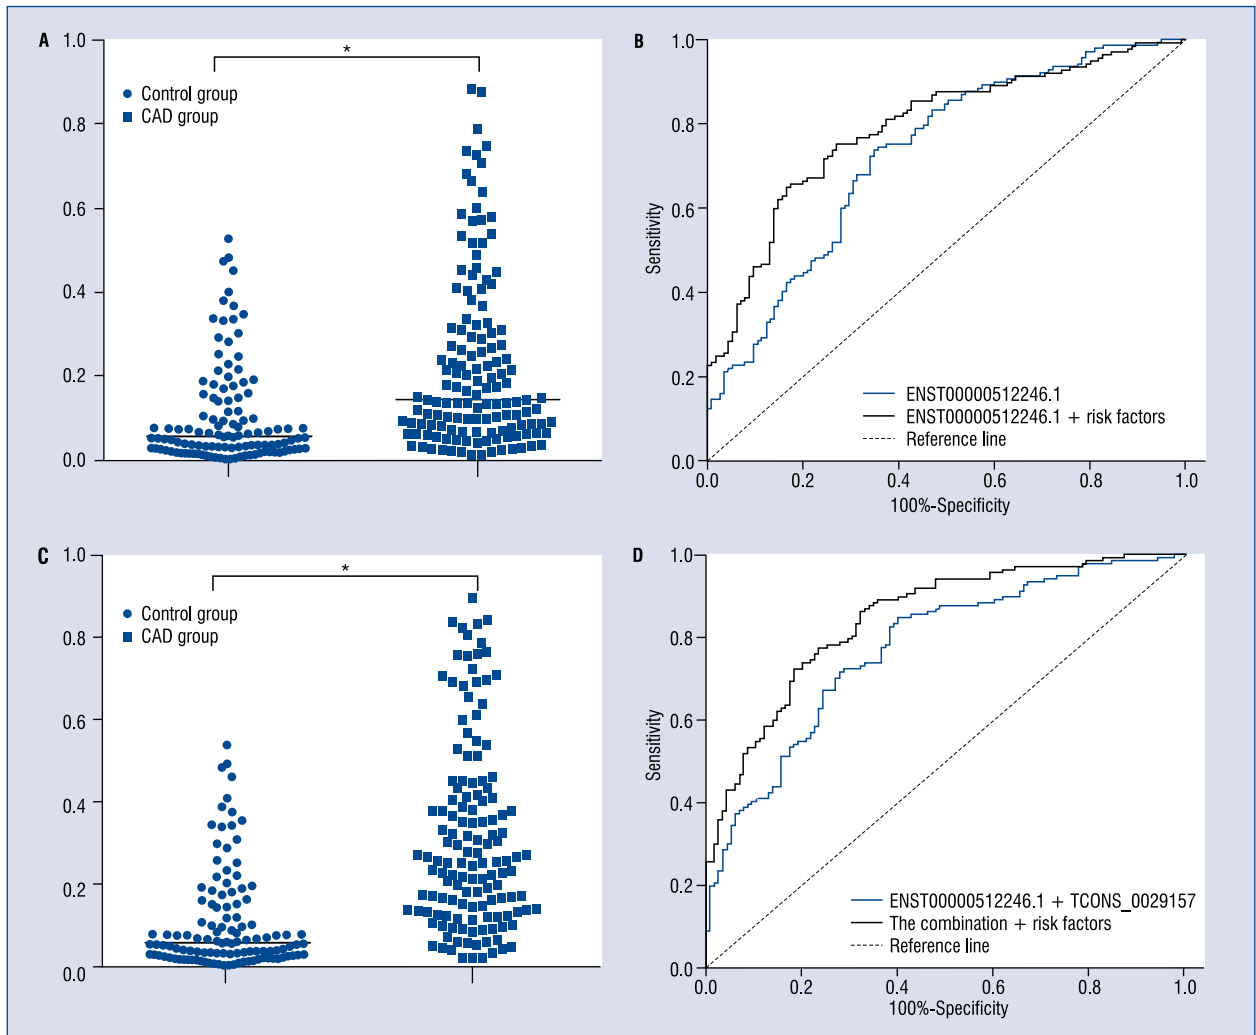 A
1.0
0.8
0.6
0.4
0.2
0.0
*
Control group
CAD group
B
1.0
0.8
0.6
0.4
0.2
0.0
Sensitivity
ENST00000512246.1
ENST00000512246.1 + risk factors
Reference line
0.0 0.2 0.4 0.6 0.8 1.0
100%-Specificity
C
1.0
0.8
0.6
0.4
0.2
0.0
*
Control group
CAD group
D
1.0
0.8
0.6
0.4
0.2
0.0
Sensitivity
ENST00000512246.1 + TCONS_0029157
The combination + risk factors
Reference line
0.0 0.2 0.4 0.6 0.8 1.0
100%-Specificity